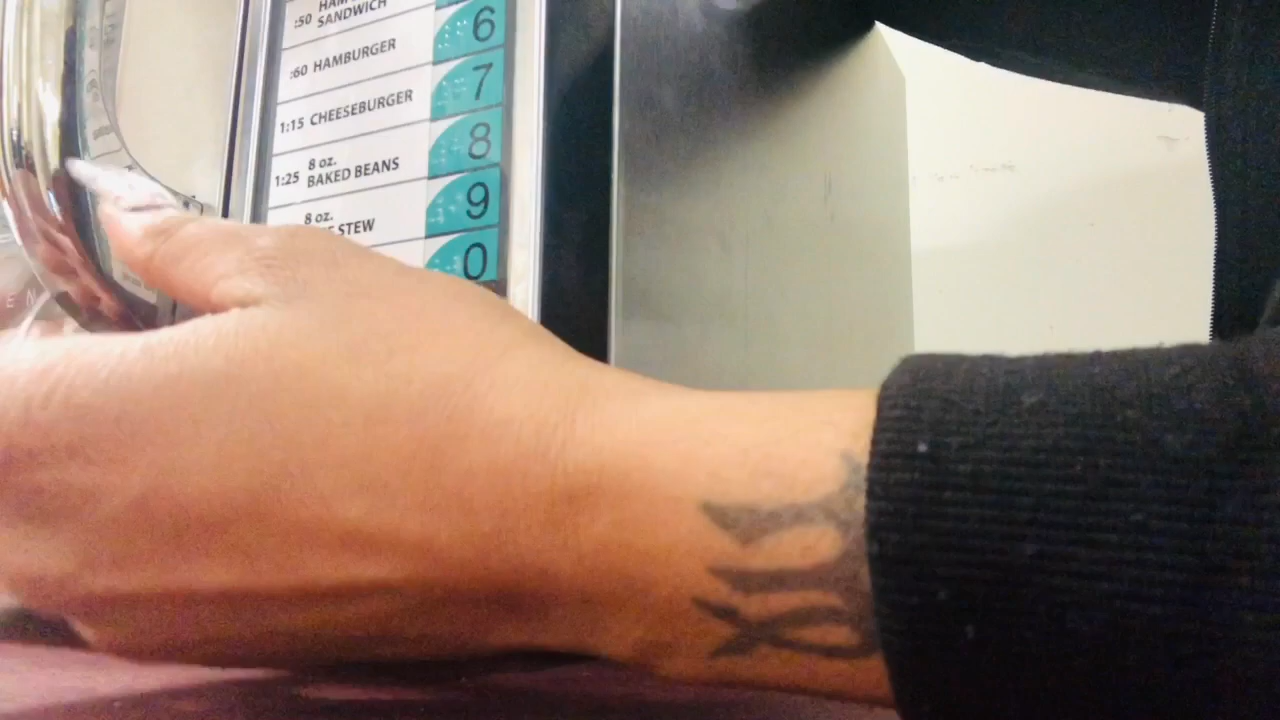 :50
SANDWICH
6
:60 HAMBURGER
7
1:15 CHEESEBURGER
8
1:25 8 oz.
BAKED BEANS
9
8 oz.
STEW
0